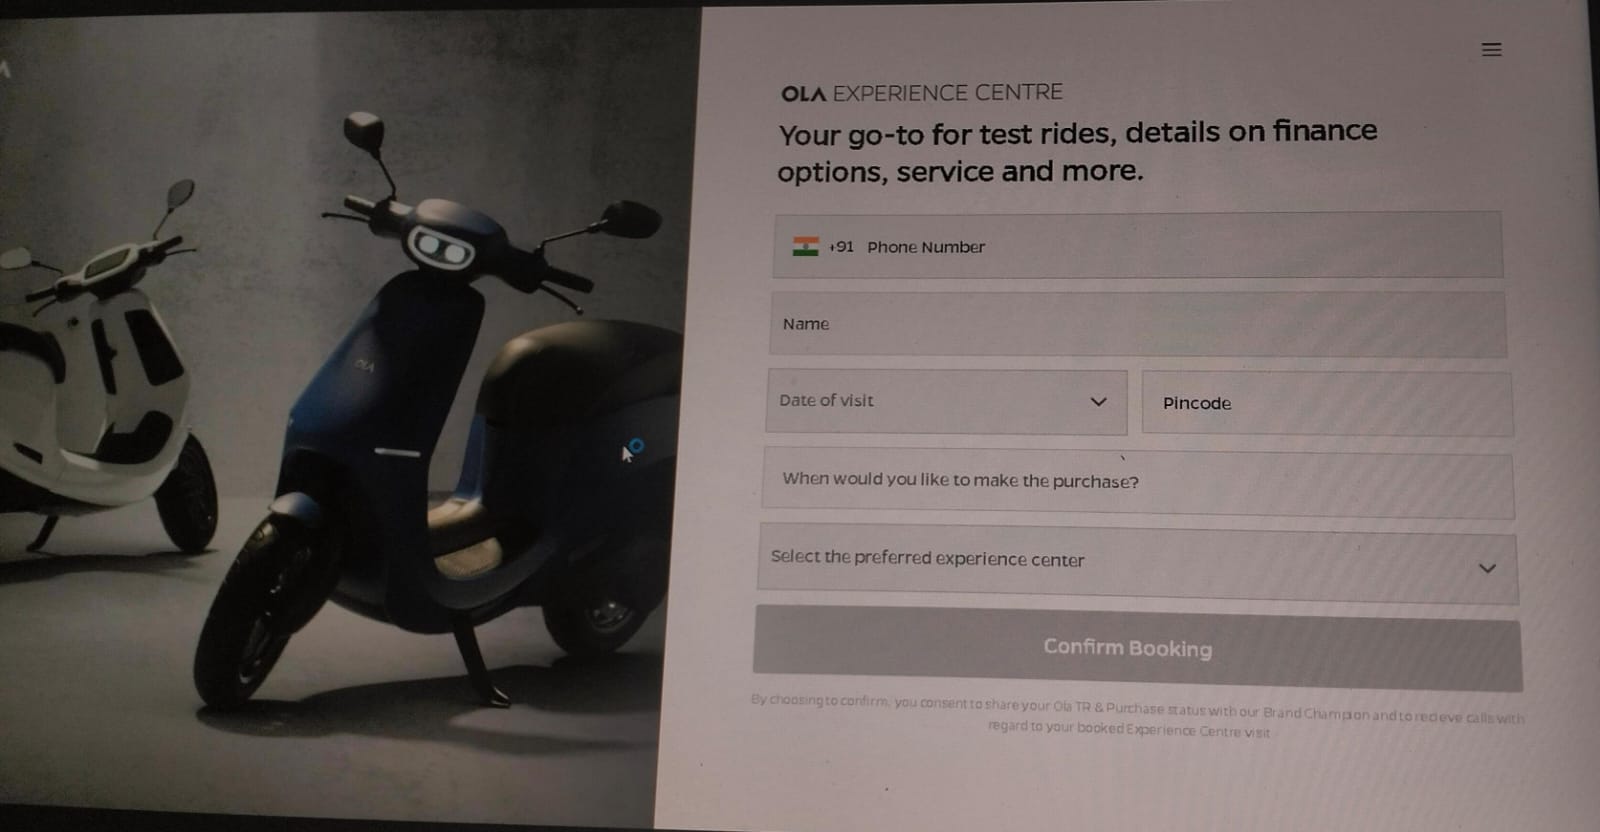 OLA EXPERIENCE CENTRE
Your go-to for test rides, details on finance
options, service and more.
+91 Phone Number
Name
Date of visit
Pincode
When would you like to make the purchase?
Select the preferred experience center
Confirm Booking
By choosing to confirm, you consent to share your Ola TR & Purchase status with our Brand Champion and to recieve calls with
regard to your booked Experience Centre visit
OLA